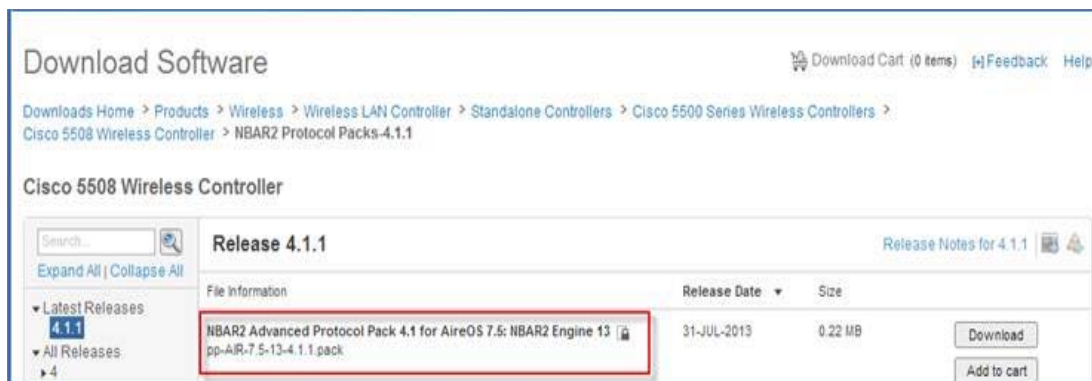 Download Software
Download Cart (0 items) [+] Feedback Help
Downloads Home > Products > Wireless > Wireless LAN Controller > Standalone Controllers > Cisco 5500 Series Wireless Controllers >
Cisco 5508 Wireless Controller > NBAR2 Protocol Packs-4.1.1
Cisco 5508 Wireless Controller
Search...
Expand All | Collapse All
Latest Releases
4.1.1
All Releases
4
Release 4.1.1
Release Notes for 4.1.1
File Information Release Date Size
NBAR2 Advanced Protocol Pack 4.1 for AireOS 7.5: NBAR2 Engine 13 31-JUL-2013 0.22 MB Download
pp-AIR-7.5-13-4.1.1.pack
Add to cart